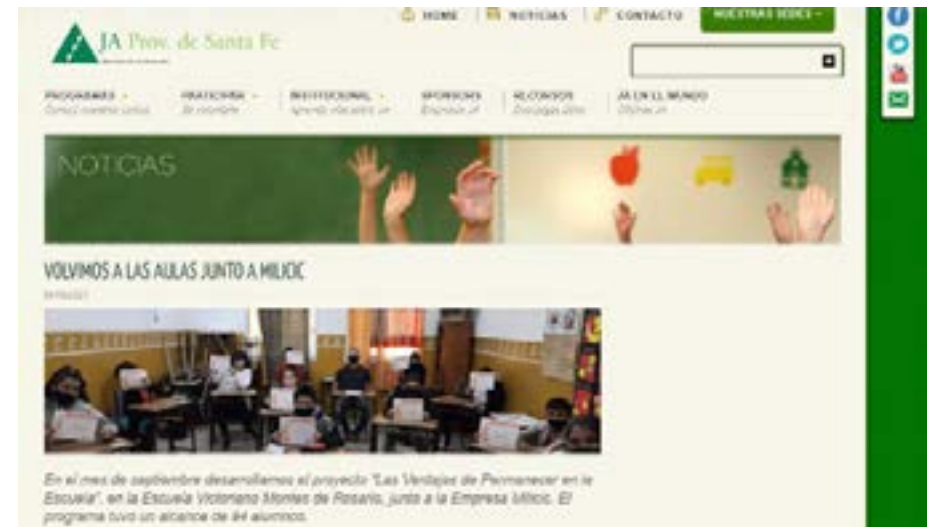 HOME NOTICIAS CONTACTO NUESTRAS SEDES
JA Prov. de Santa Fe
PROGRAMAS PARTICIPÁ INSTITUCIONAL SPONSORS RECURSOS JA EN EL MUNDO
NOTICIAS
VOLVIMOS A LAS AULAS JUNTO A MILICIC
En el mes de septiembre desarrollamos el proyecto "Las Ventajas de Permanecer en la
Escuela", en la Escuela Victoriano Montes de Rosario, junto a la Empresa Milicic. El
programa tuvo un alcance de 84 alumnos.